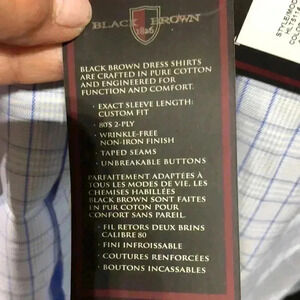 BLACK BROWN
1826
BLACK BROWN DRESS SHIRTS
ARE CRAFTED IN PURE COTTON
AND ENGINEERED FOR
FUNCTION AND COMFORT.
· EXACT SLEEVE LENGTH:
CUSTOM FIT
· 80'S 2-PLY
· WRINKLE-FREE
NON-IRON FINISH
· TAPED SEAMS
· UNBREAKABLE BUTTONS
PARFAITEMENT ADAPTÉES À
TOUS LES MODES DE VIE, LES
CHEMISES HABILLÉES
BLACK BROWN SONT FAITES
EN PUR COTON POUR UN
CONFORT SANS PAREIL.
· FIL RETORS DEUX BRINS
CALIBRE 80
· FINI INFROISSABLE
· COUTURES RENFORCÉES
· BOUTONS INCASSABLES
STYLE/MOD